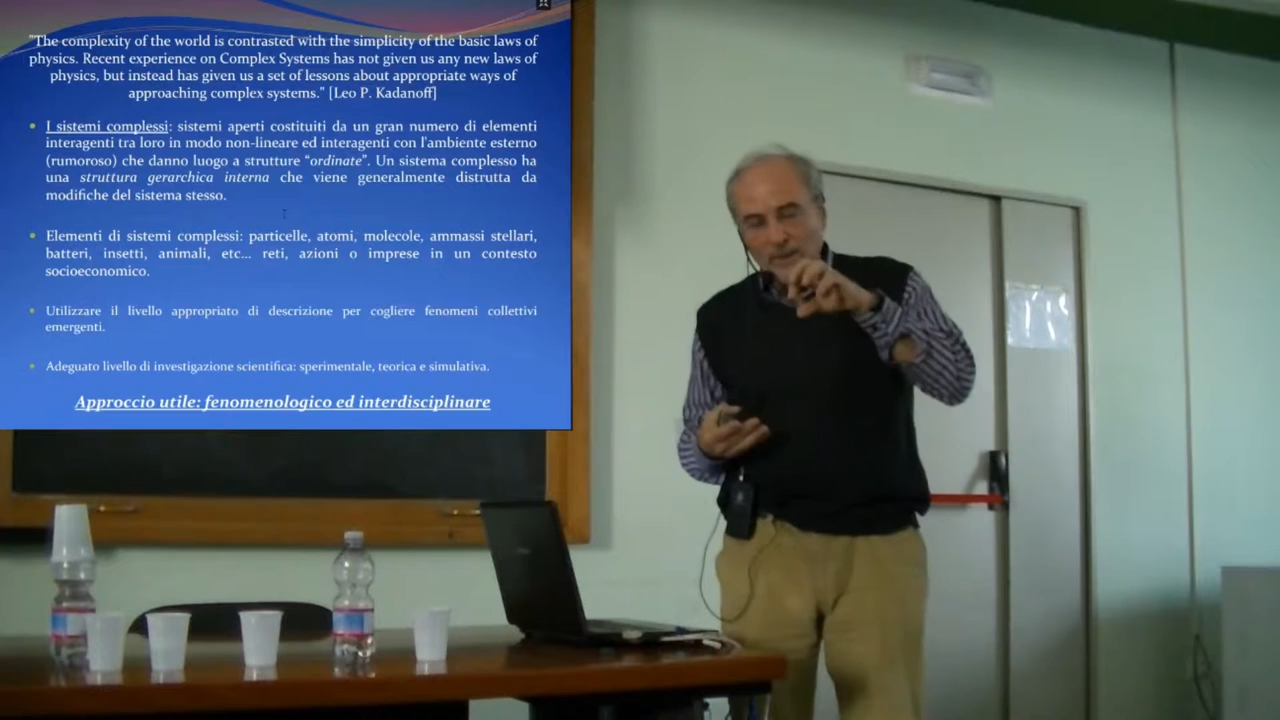 "The complexity of the world is contrasted with the simplicity of the basic laws of
physics. Recent experience on Complex Systems has not given us any new laws of
physics, but instead has given us a set of lessons about appropriate ways of
approaching complex systems." [Leo P. Kadanoff]
• I sistemi complessi: sistemi aperti costituiti da un gran numero di elementi
interagenti tra loro in modo non-lineare ed interagenti con l'ambiente esterno
(rumoroso) che danno luogo a strutture "ordinate". Un sistema complesso ha
una struttura gerarchica interna che viene generalmente distrutta da
modifiche del sistema stesso.
• Elementi di sistemi complessi: particelle, atomi, molecole, ammassi stellari,
batteri, insetti, animali, etc... reti, azioni o imprese in un contesto
socioeconomico.
• Utilizzare il livello appropriato di descrizione per cogliere fenomeni collettivi
emergenti.
• Adeguato livello di investigazione scientifica: sperimentale, teorica e simulativa.
Approccio utile: fenomenologico ed interdisciplinare